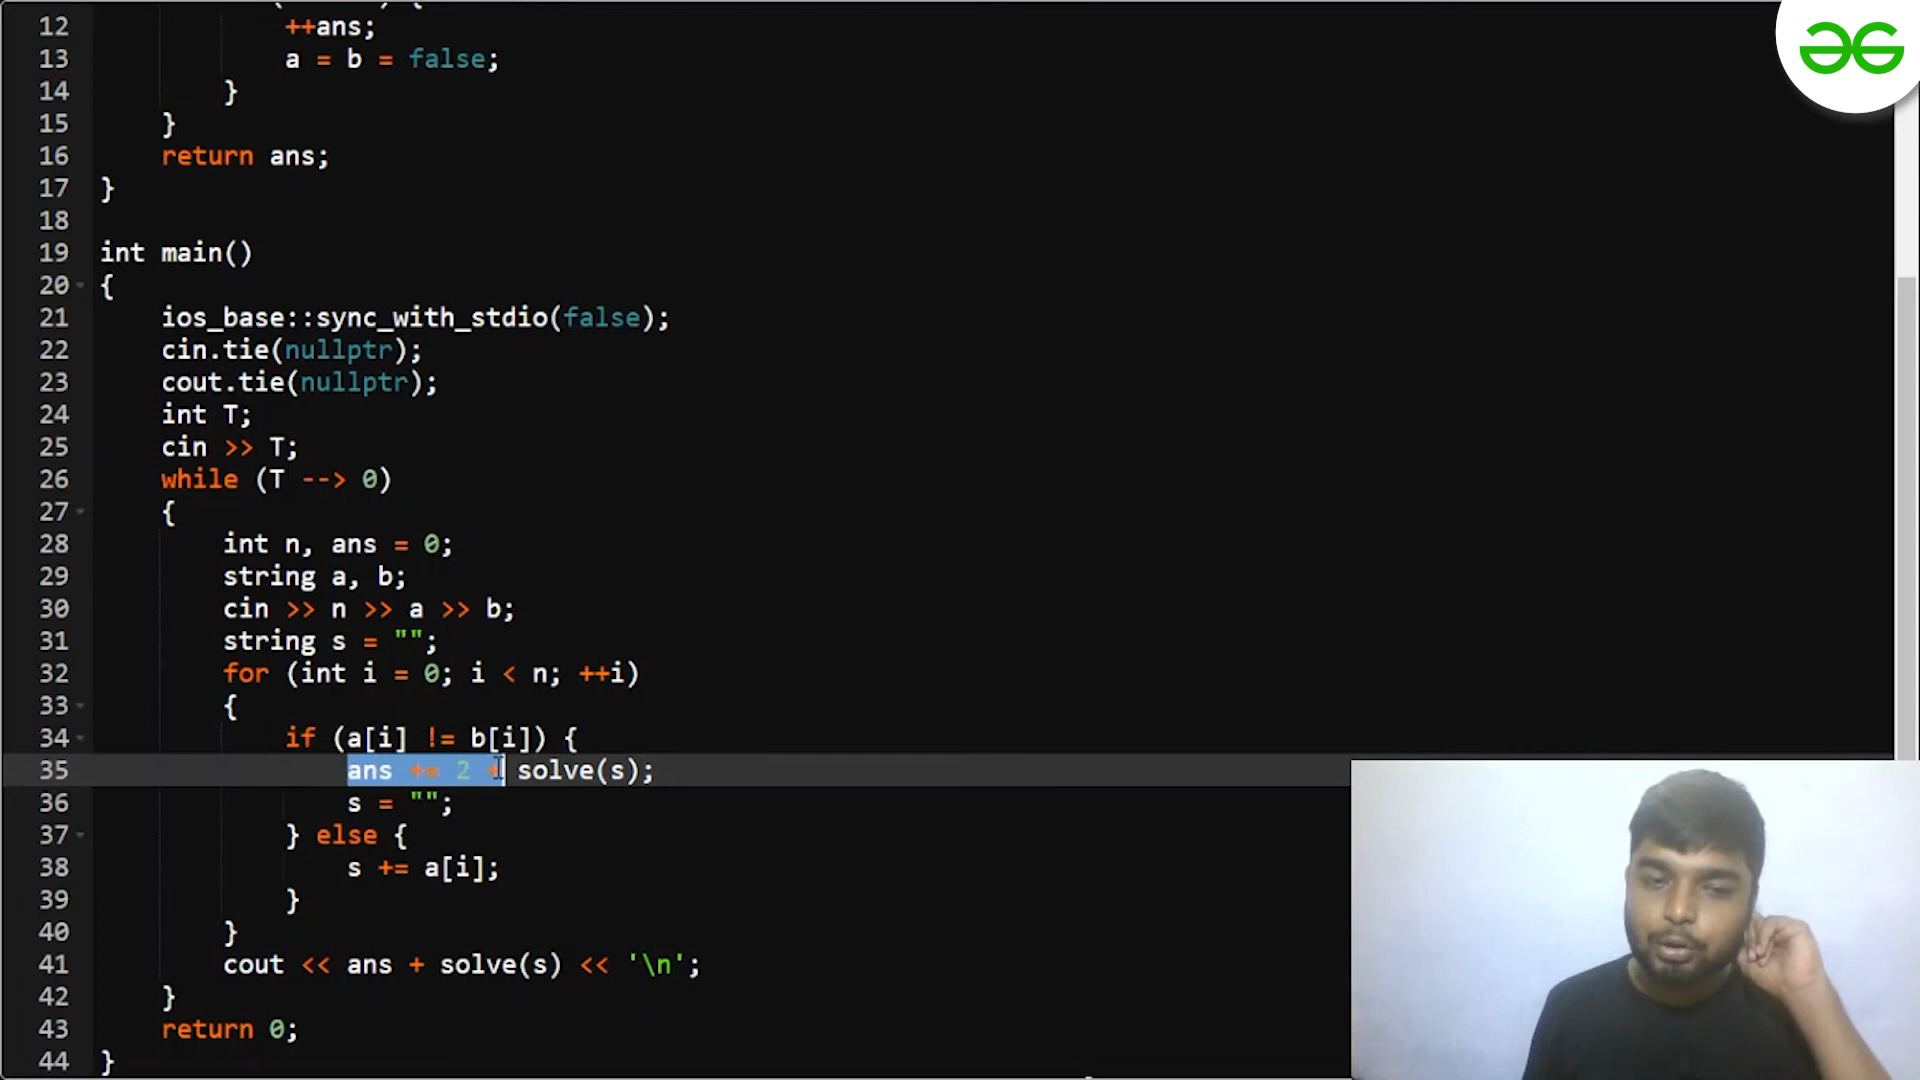 12 ++ans;
13 a = b = false;
14 }
15 }
16 return ans;
17 }
18
19 int main()
20 {
21 ios_base::sync_with_stdio(false);
22 cin.tie(nullptr);
23 cout.tie(nullptr);
24 int T;
25 cin >> T;
26 while (T --> 0)
27 {
28 int n, ans = 0;
29 string a, b;
30 cin >> n >> a >> b;
31 string s = "";
32 for (int i = 0; i < n; ++i)
33 {
34 if (a[i] != b[i]) {
35 ans += 2 + solve(s);
36 s = "";
37 } else {
38 s += a[i];
39 }
40 }
41 cout << ans + solve(s) << '\n';
42 }
43 return 0;
44 }